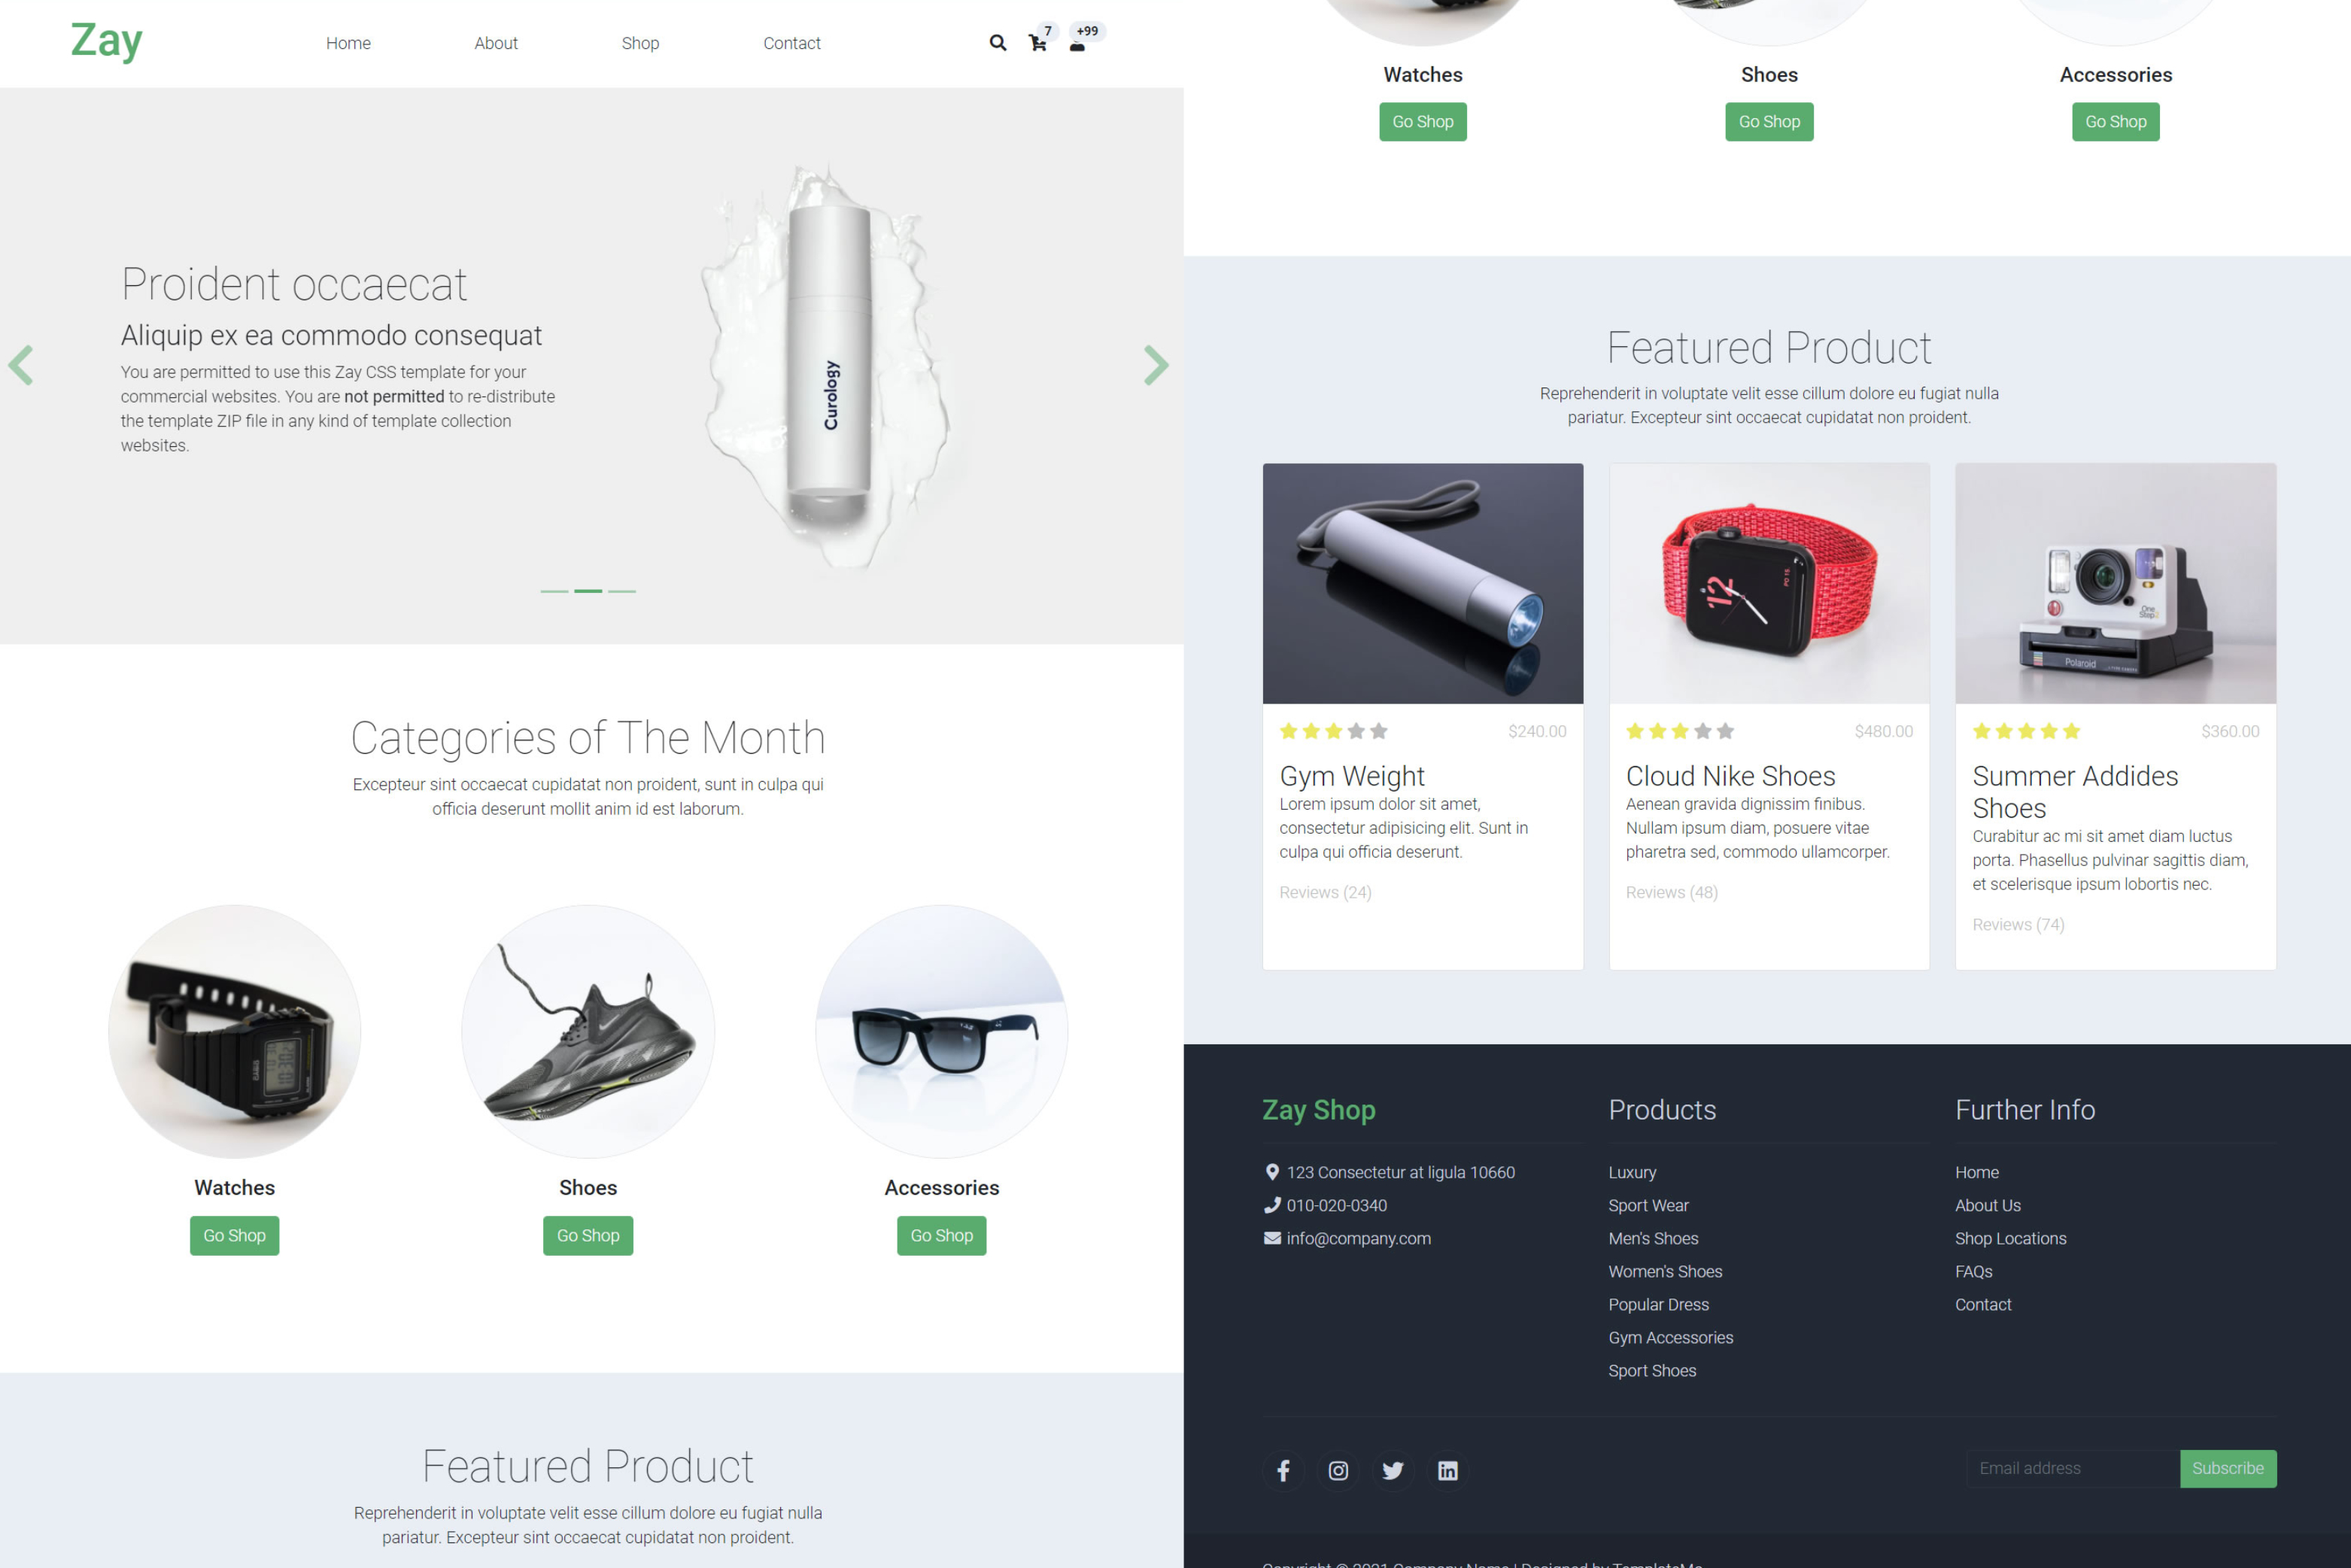 Zay
Home
About
Shop
Contact
7
+99
Proident occaecat
Aliquip ex ea commodo consequat
You are permitted to use this Zay CSS template for your
commercial websites. You are not permitted to re-distribute
the template ZIP file in any kind of template collection
websites.
Curology
Categories of The Month
Excepteur sint occaecat cupidatat non proident, sunt in culpa qui
officia deserunt mollit anim id est laborum.
Watches
Shoes
Accessories
Go Shop
Go Shop
Go Shop
Featured Product
Reprehenderit in voluptate velit esse cillum dolore eu fugiat nulla
pariatur. Excepteur sint occaecat cupidatat non proident.
Watches
Shoes
Accessories
Go Shop
Go Shop
Go Shop
Featured Product
Reprehenderit in voluptate velit esse cillum dolore eu fugiat nulla
pariatur. Excepteur sint occaecat cupidatat non proident.
12
Polaroid
$240.00
Gym Weight
Lorem ipsum dolor sit amet,
consectetur adipisicing elit. Sunt in
culpa qui officia deserunt.
Reviews (24)
$480.00
Cloud Nike Shoes
Aenean gravida dignissim finibus.
Nullam ipsum diam, posuere vitae
pharetra sed, commodo ullamcorper.
Reviews (48)
$360.00
Summer Addides
Shoes
Curabitur ac mi sit amet diam luctus
porta. Phasellus pulvinar sagittis diam,
et scelerisque ipsum lobortis nec.
Reviews (74)
Zay Shop
123 Consectetur at ligula 10660
010-020-0340
info@company.com
Products
Luxury
Sport Wear
Men's Shoes
Women's Shoes
Popular Dress
Gym Accessories
Sport Shoes
Further Info
Home
About Us
Shop Locations
FAQs
Contact
Email address
Subscribe
Copyright © 2021 Company Name | Designed by TemplateMo